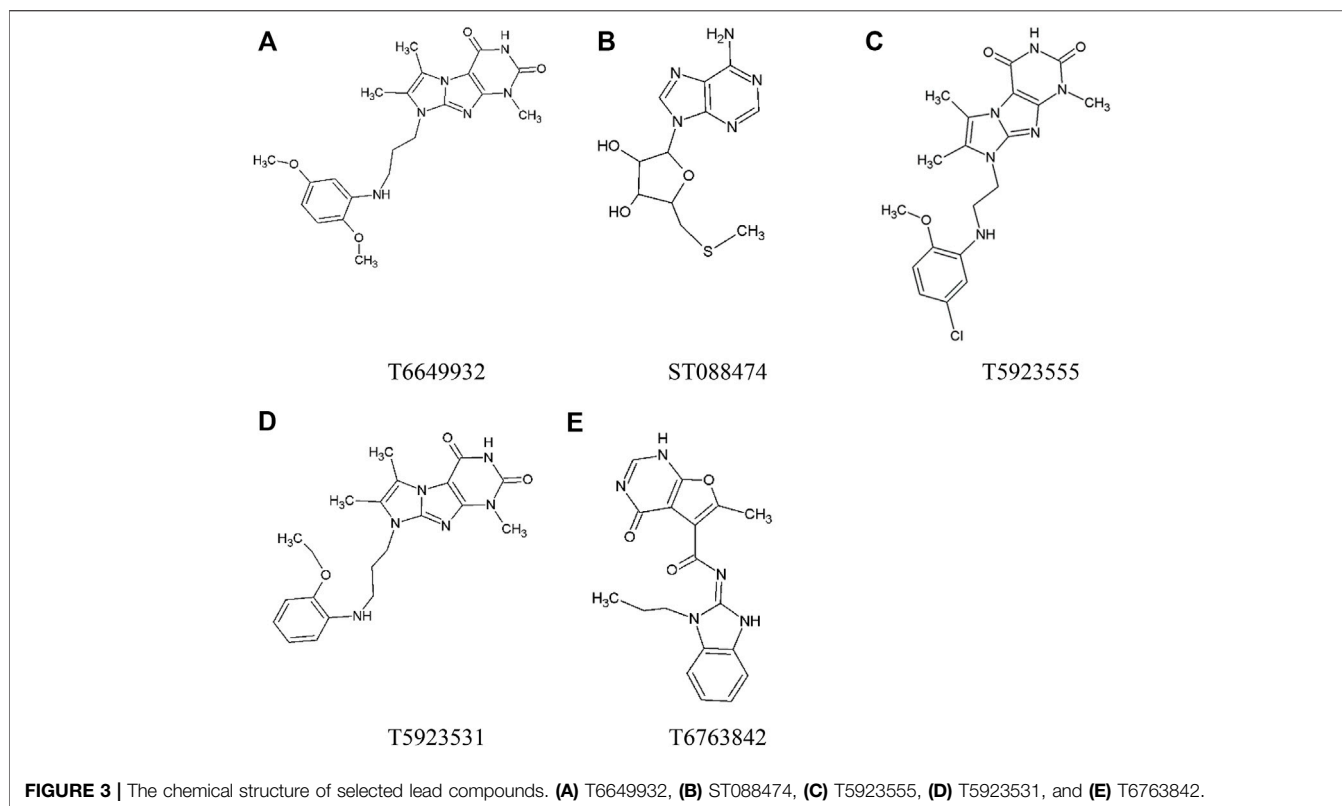 A
O
H₃C
NH
N
O
H₃C
N
N
N
CH₃
H₃C
O
NH
O
CH₃
T6649932
B
H₂N
N
N
N
N
HO
O
HO
CH₃
S
ST088474
C
H
O
N
O
N
H₃C
N
CH₃
N
H₃C
N
H₃C
O
NH
Cl
T5923555
D
O
H
H₃C
N
N
O
H₃C
N
N
N
CH₃
H₃C
O
NH
T5923531
E
H
N
O
N
CH₃
O
O
N
H₃C
N
NH
T6763842
FIGURE 3 | The chemical structure of selected lead compounds. (A) T6649932, (B) ST088474, (C) T5923555, (D) T5923531, and (E) T6763842.